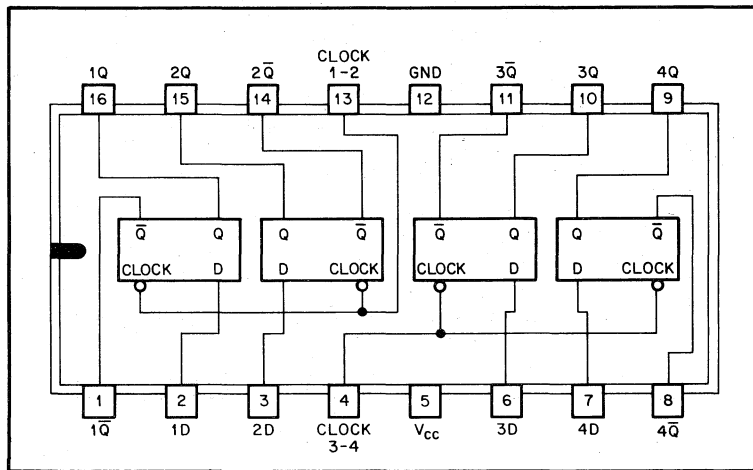 CLOCK
1Q 2Q 2Q̅ 1-2 GND 3Q̅ 3Q 4Q
16 15 14 13 12 11 10 9
Q̅ Q Q Q̅ Q̅ Q Q Q̅
CLOCK D D CLOCK CLOCK D D CLOCK
1 2 3 4 5 6 7 8
1Q̅ 1D 2D CLOCK VCC 3D 4D 4Q̅
3-4